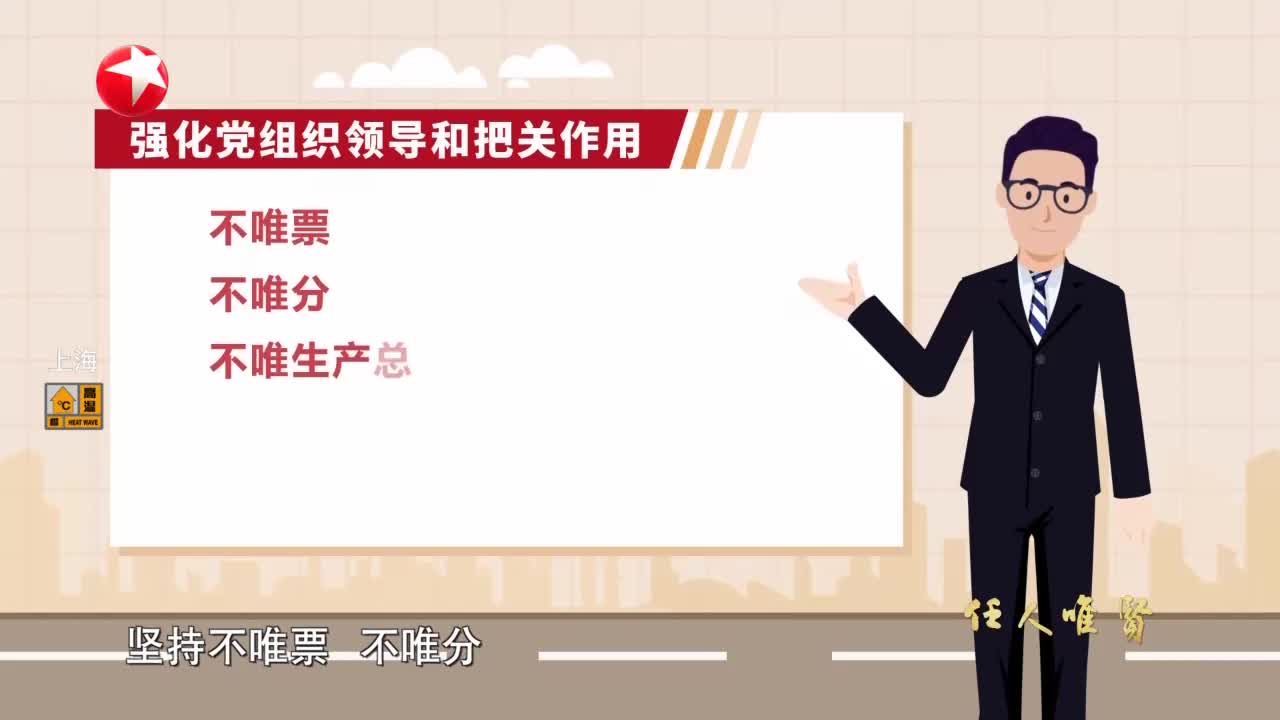 强化党组织领导和把关作用
不唯票
不唯分
不唯生产总
上海
℃
高温
橙 HEAT WAVE
任人唯贤
坚持不唯票 不唯分